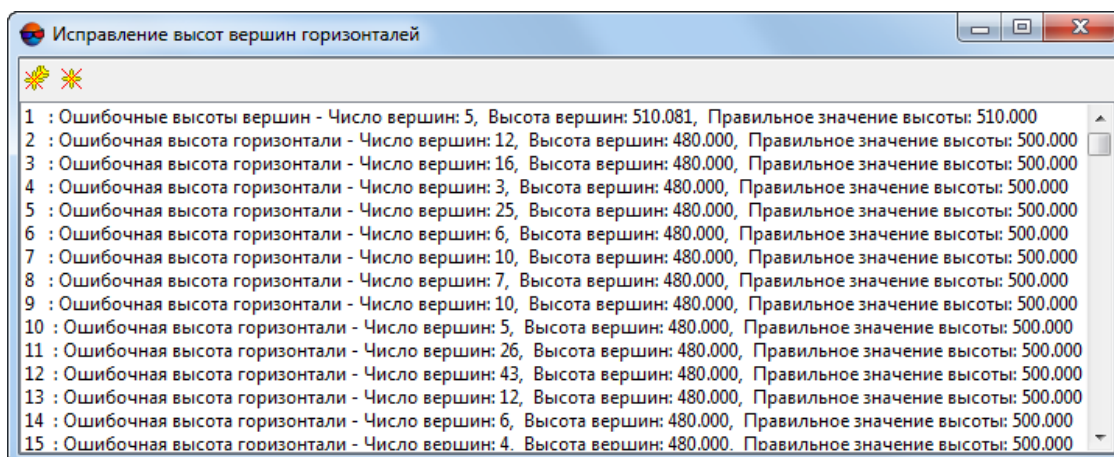 Исправление высот вершин горизонталей
1 : Ошибочные высоты вершин - Число вершин: 5, Высота вершин: 510.081, Правильное значение высоты: 510.000
2 : Ошибочная высота горизонтали - Число вершин: 12, Высота вершин: 480.000, Правильное значение высоты: 500.000
3 : Ошибочная высота горизонтали - Число вершин: 16, Высота вершин: 480.000, Правильное значение высоты: 500.000
4 : Ошибочная высота горизонтали - Число вершин: 3, Высота вершин: 480.000, Правильное значение высоты: 500.000
5 : Ошибочная высота горизонтали - Число вершин: 25, Высота вершин: 480.000, Правильное значение высоты: 500.000
6 : Ошибочная высота горизонтали - Число вершин: 6, Высота вершин: 480.000, Правильное значение высоты: 500.000
7 : Ошибочная высота горизонтали - Число вершин: 10, Высота вершин: 480.000, Правильное значение высоты: 500.000
8 : Ошибочная высота горизонтали - Число вершин: 7, Высота вершин: 480.000, Правильное значение высоты: 500.000
9 : Ошибочная высота горизонтали - Число вершин: 10, Высота вершин: 480.000, Правильное значение высоты: 500.000
10 : Ошибочная высота горизонтали - Число вершин: 5, Высота вершин: 480.000, Правильное значение высоты: 500.000
11 : Ошибочная высота горизонтали - Число вершин: 26, Высота вершин: 480.000, Правильное значение высоты: 500.000
12 : Ошибочная высота горизонтали - Число вершин: 43, Высота вершин: 480.000, Правильное значение высоты: 500.000
13 : Ошибочная высота горизонтали - Число вершин: 12, Высота вершин: 480.000, Правильное значение высоты: 500.000
14 : Ошибочная высота горизонтали - Число вершин: 6, Высота вершин: 480.000, Правильное значение высоты: 500.000
15 : Ошибочная высота горизонтали - Число вершин: 4, Высота вершин: 480.000, Правильное значение высоты: 500.000